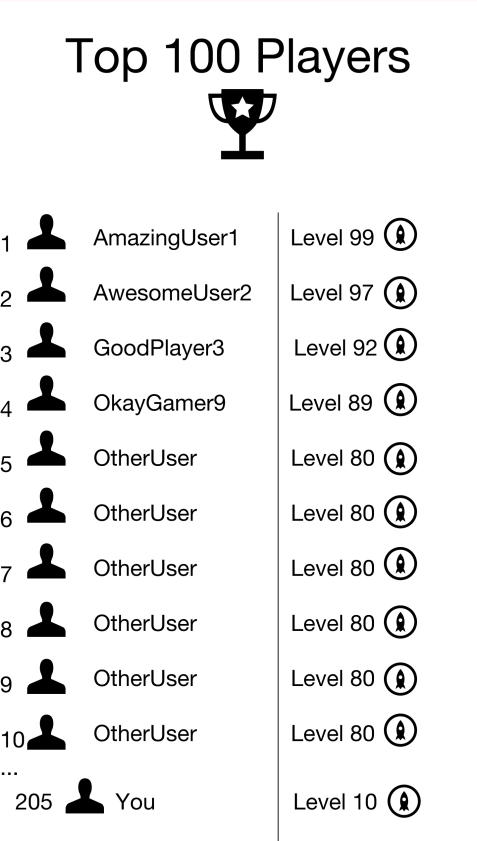 Top 100 Players
1 AmazingUser1 Level 99
2 AwesomeUser2 Level 97
3 GoodPlayer3 Level 92
4 OkayGamer9 Level 89
5 OtherUser Level 80
6 OtherUser Level 80
7 OtherUser Level 80
8 OtherUser Level 80
9 OtherUser Level 80
10 OtherUser Level 80
...
205 You Level 10